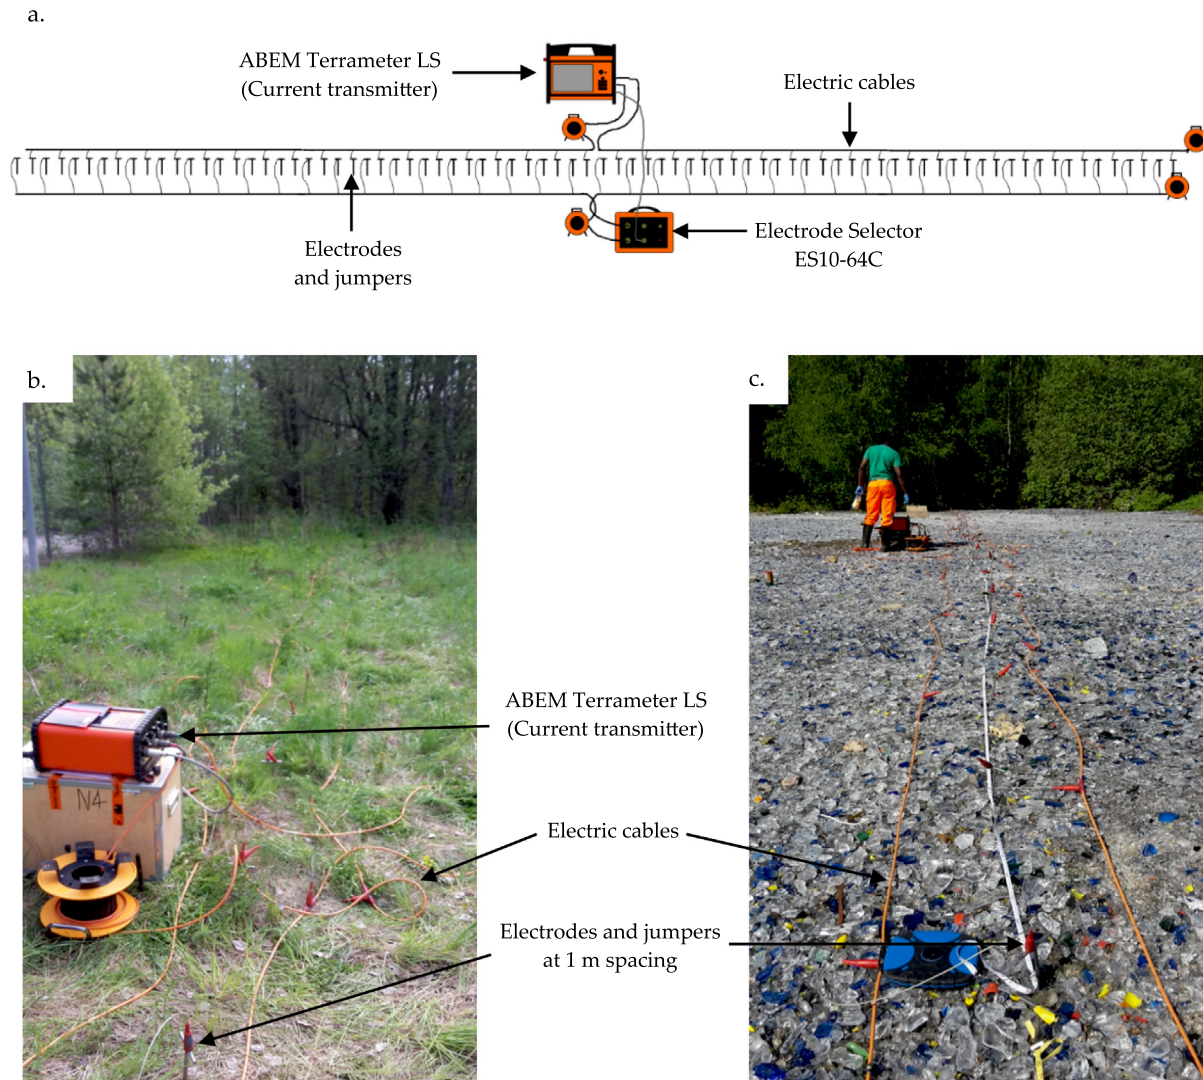 a.
ABEM Terrameter LS
(Current transmitter)
Electric cables
Electrodes
and jumpers
Electrode Selector
ES10-64C
b.
c.
ABEM Terrameter LS
(Current transmitter)
N4
Electric cables
Electrodes and jumpers
at 1 m spacing